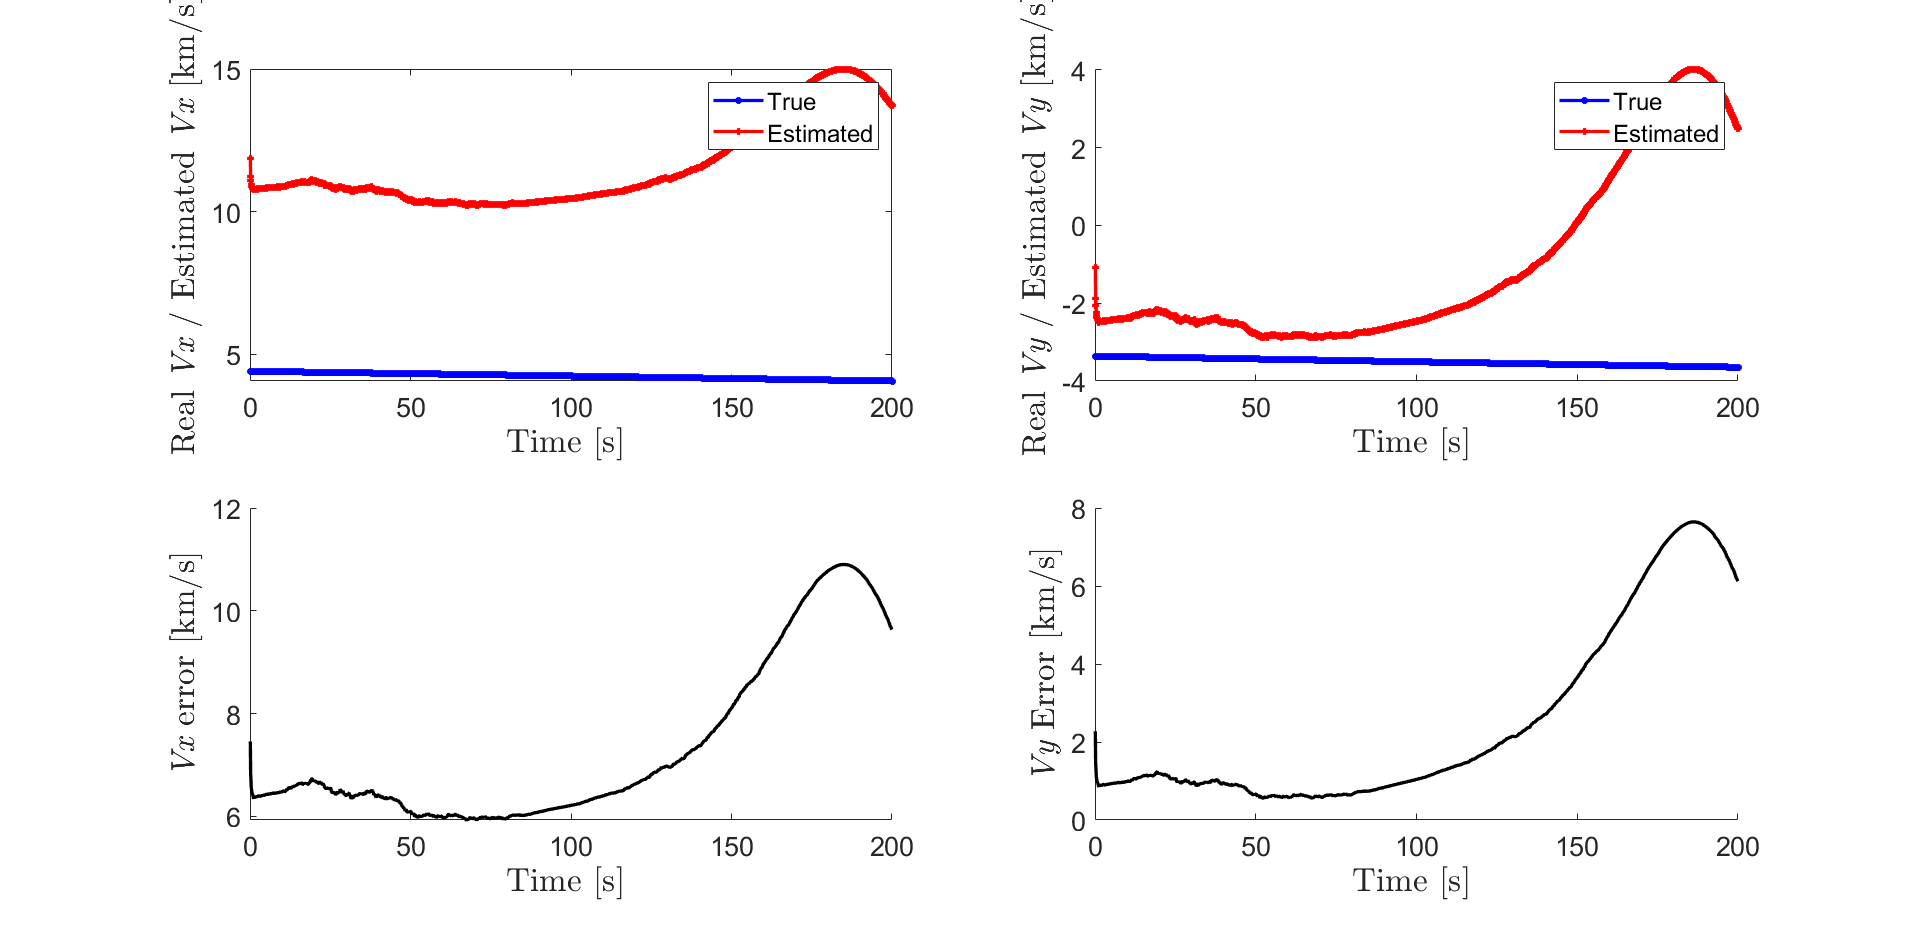 Real Vx / Estimated Vx [km/s]
15
10
5
True
Estimated
0 50 100 150 200
Time [s]
Real Vy / Estimated Vy [km/s]
4
2
0
-2
-4
True
Estimated
0 50 100 150 200
Time [s]
Vx error [km/s]
12
10
8
6
0 50 100 150 200
Time [s]
Vy Error [km/s]
8
6
4
2
0
0 50 100 150 200
Time [s]